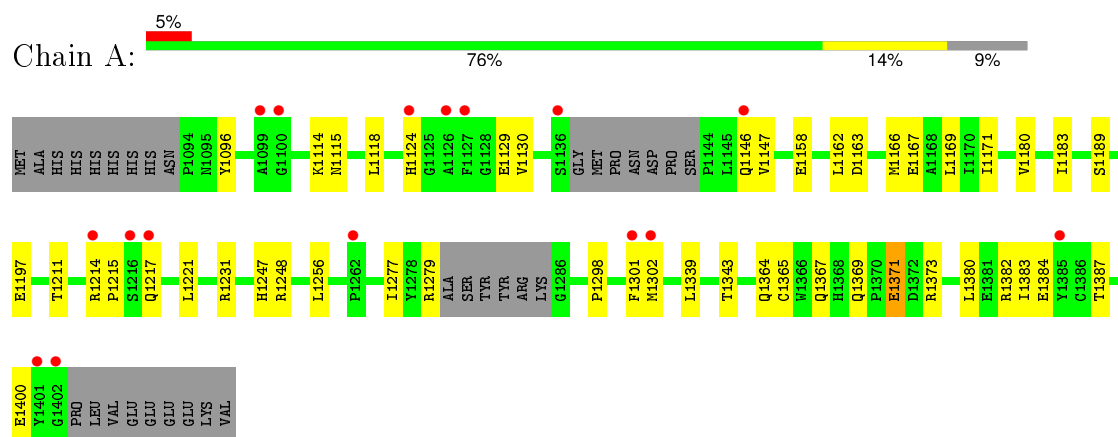 5%
Chain A:
76% 14% 9%
MET ALA HIS HIS HIS HIS HIS HIS ASN P1094 N1095 Y1096 A1099 G1100 K1114 N1115 L1118 H1124 G1125 A1126 F1127 G1128 E1129 V1130 S1136 GLY MET PRO ASN ASP PRO SER P1144 L1145 Q1146 V1147 E1158 L1162 D1163 M1166 E1167 A1168 L1169 I1170 I1171 V1180 I1183 S1189
E1197 T1211 R1214 P1215 S1216 Q1217 L1221 R1231 H1247 R1248 L1256 P1262 I1277 Y1278 R1279 ALA SER TYR TYR ARG LYS G1286 P1298 F1301 M1302 L1339 T1343 Q1364 C1365 W1366 Q1367 H1368 Q1369 P1370 E1371 D1372 R1373 L1380 E1381 R1382 I1383 E1384 Y1385 C1386 T1387
E1400 Y1401 G1402 PRO LEU VAL GLU GLU GLU GLU LYS VAL